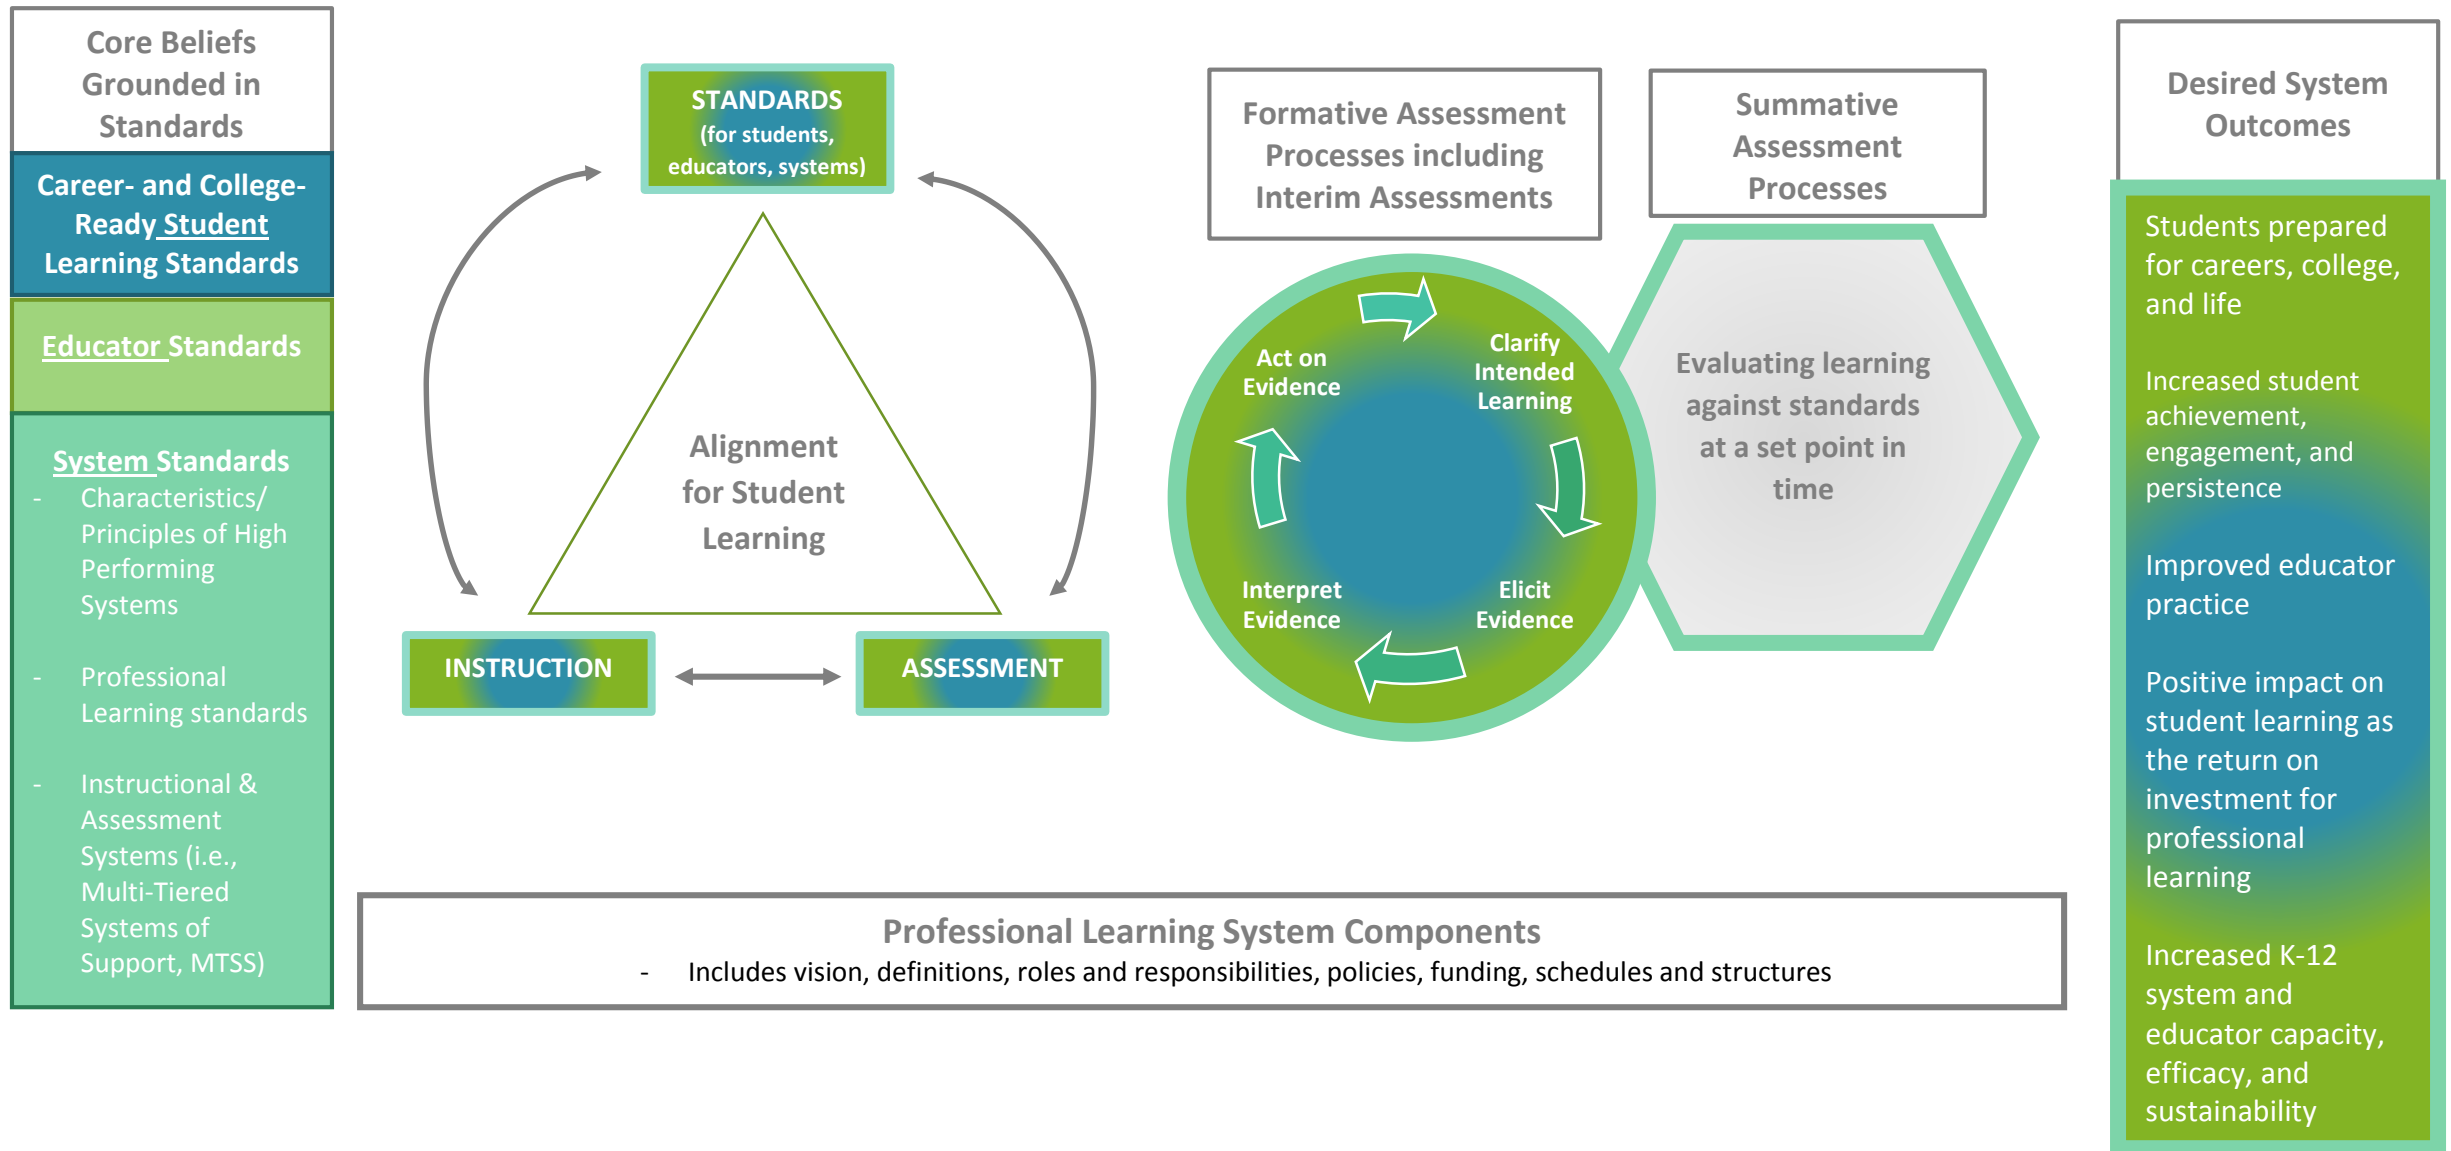 Core Beliefs
Grounded in
Standards
Career- and College-
Ready Student
Learning Standards
Educator Standards
System Standards
- Characteristics/
Principles of High
Performing
Systems
- Professional
Learning standards
- Instructional &
Assessment
Systems (i.e.,
Multi-Tiered
Systems of
Support, MTSS)
STANDARDS
(for students,
educators, systems)
Alignment
for Student
Learning
INSTRUCTION
ASSESSMENT
Formative Assessment
Processes including
Interim Assessments
Act on
Evidence
Clarify
Intended
Learning
Interpret
Evidence
Elicit
Evidence
Summative
Assessment
Processes
Evaluating learning
against standards
at a set point in
time
Professional Learning System Components
- Includes vision, definitions, roles and responsibilities, policies, funding, schedules and structures
Desired System
Outcomes
Students prepared
for careers, college,
and life
Increased student
achievement,
engagement, and
persistence
Improved educator
practice
Positive impact on
student learning as
the return on
investment for
professional
learning
Increased K-12
system and
educator capacity,
efficacy, and
sustainability